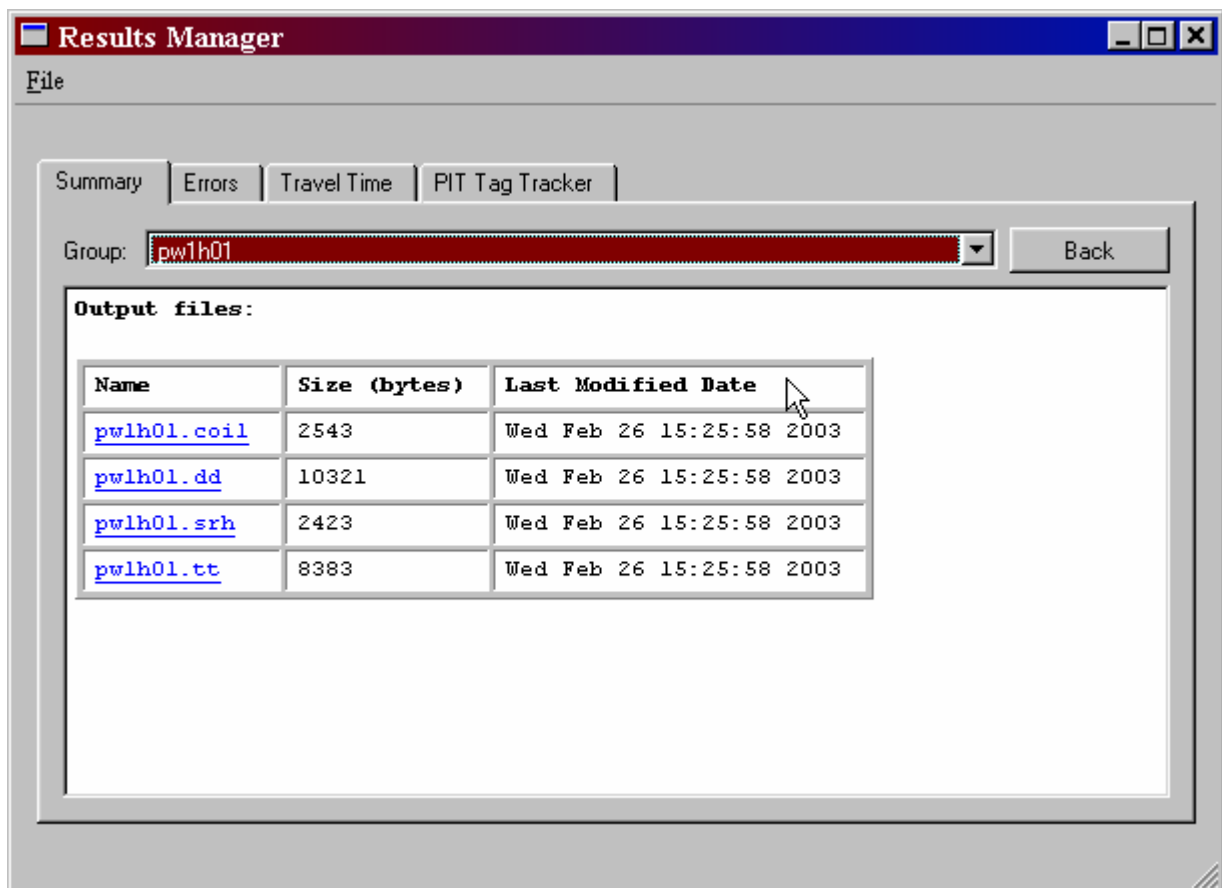 Results Manager
File
Summary Errors Travel Time PIT Tag Tracker
Group: pw1h01 Back
Output files:
Name Size (bytes) Last Modified Date
pw1h01.coil 2543 Wed Feb 26 15:25:58 2003
pw1h01.dd 10321 Wed Feb 26 15:25:58 2003
pw1h01.srh 2423 Wed Feb 26 15:25:58 2003
pw1h01.tt 8383 Wed Feb 26 15:25:58 2003